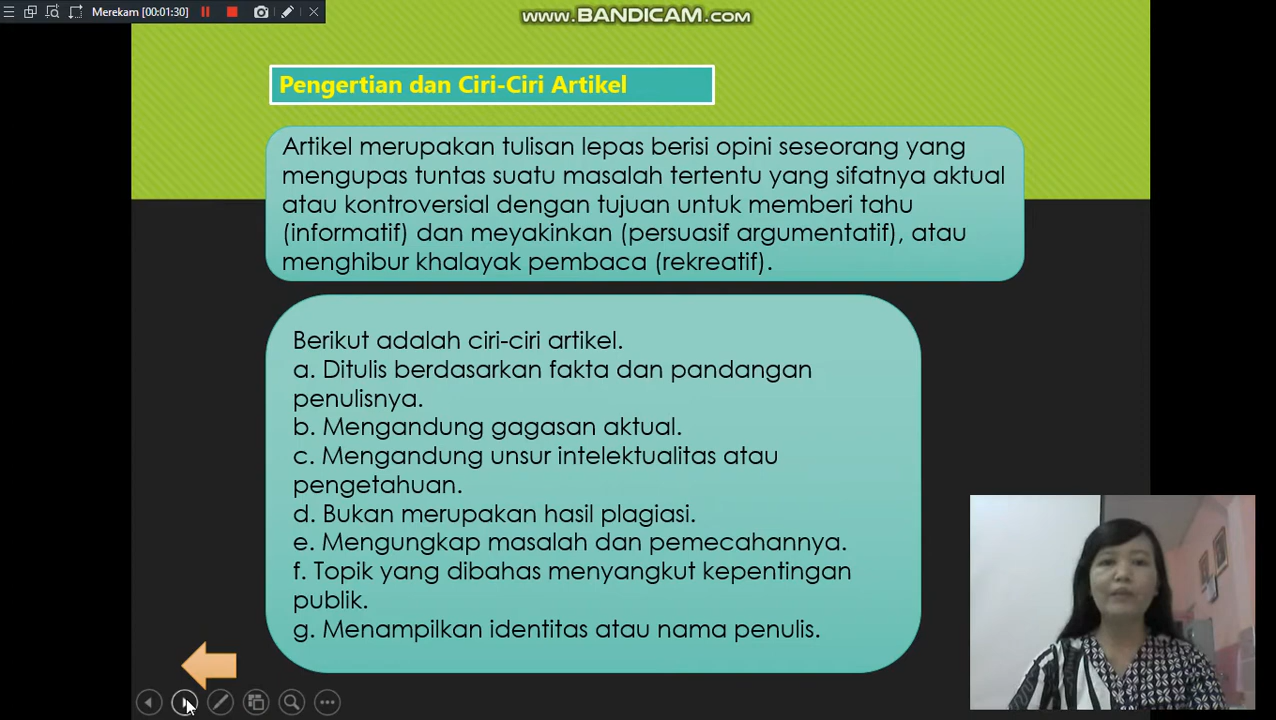 Merekam [00:01:30]
www.BANDICAM.com
Pengertian dan Ciri-Ciri Artikel
Artikel merupakan tulisan lepas berisi opini seseorang yang
mengupas tuntas suatu masalah tertentu yang sifatnya aktual
atau kontroversial dengan tujuan untuk memberi tahu
(informatif) dan meyakinkan (persuasif argumentatif), atau
menghibur khalayak pembaca (rekreatif).
Berikut adalah ciri-ciri artikel.
a. Ditulis berdasarkan fakta dan pandangan
penulisnya.
b. Mengandung gagasan aktual.
c. Mengandung unsur intelektualitas atau
pengetahuan.
d. Bukan merupakan hasil plagiasi.
e. Mengungkap masalah dan pemecahannya.
f. Topik yang dibahas menyangkut kepentingan
publik.
g. Menampilkan identitas atau nama penulis.